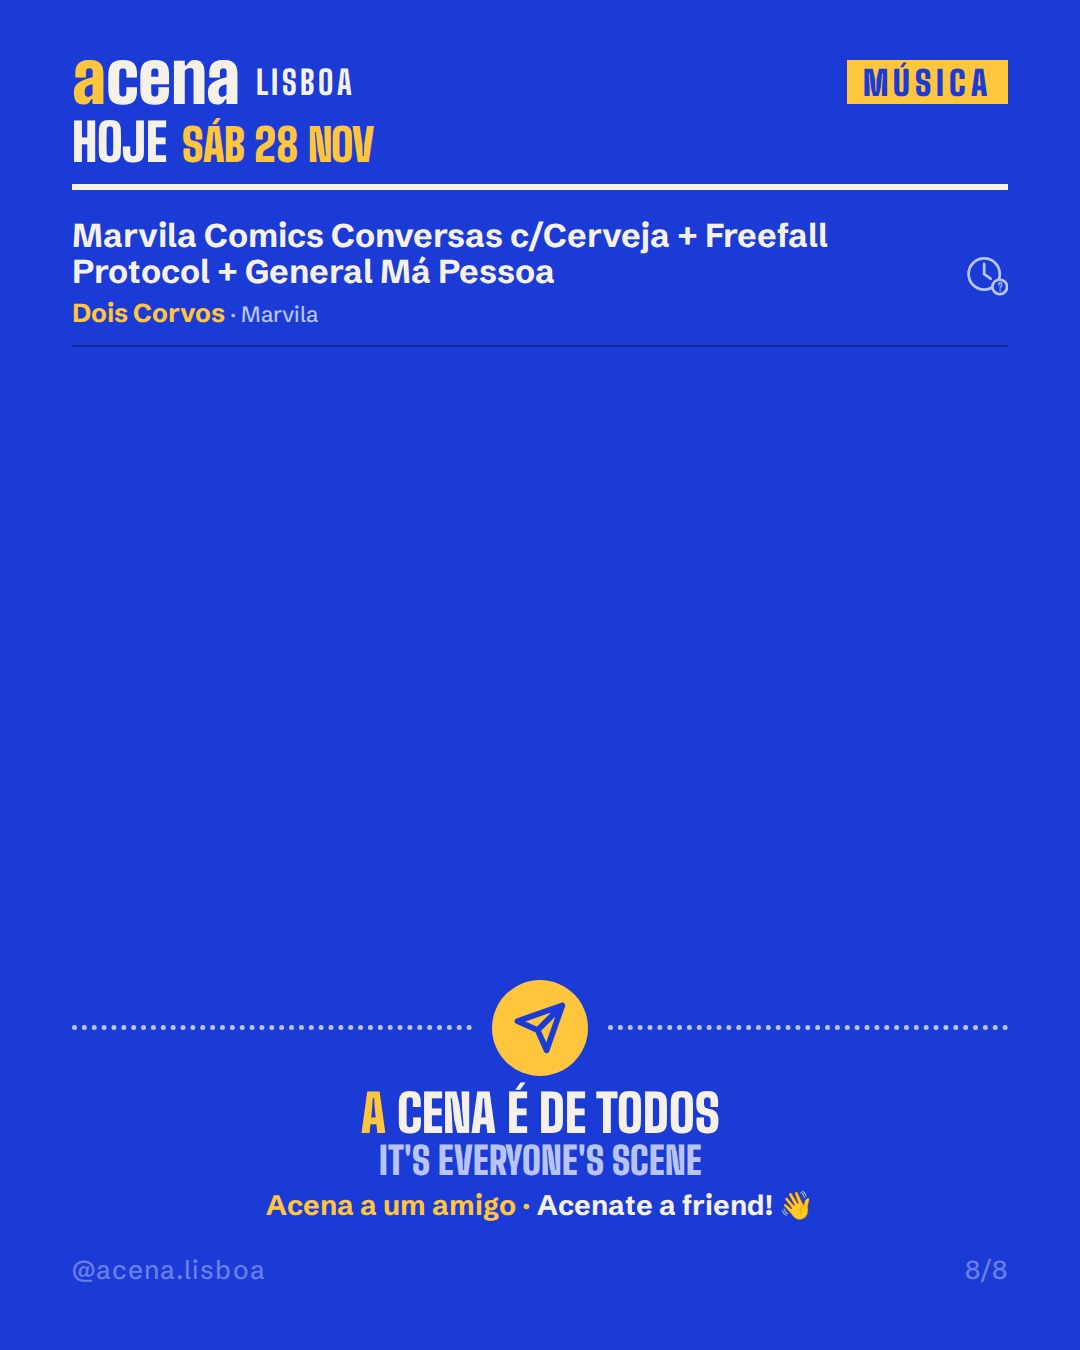 acena LISBOA
MÚSICA
HOJE SÁB 28 NOV
Marvila Comics Conversas c/Cerveja + Freefall
Protocol + General Má Pessoa
?
Dois Corvos · Marvila
A CENA É DE TODOS
IT'S EVERYONE'S SCENE
Acena a um amigo · Acenate a friend! 👋
@acena.lisboa
8/8